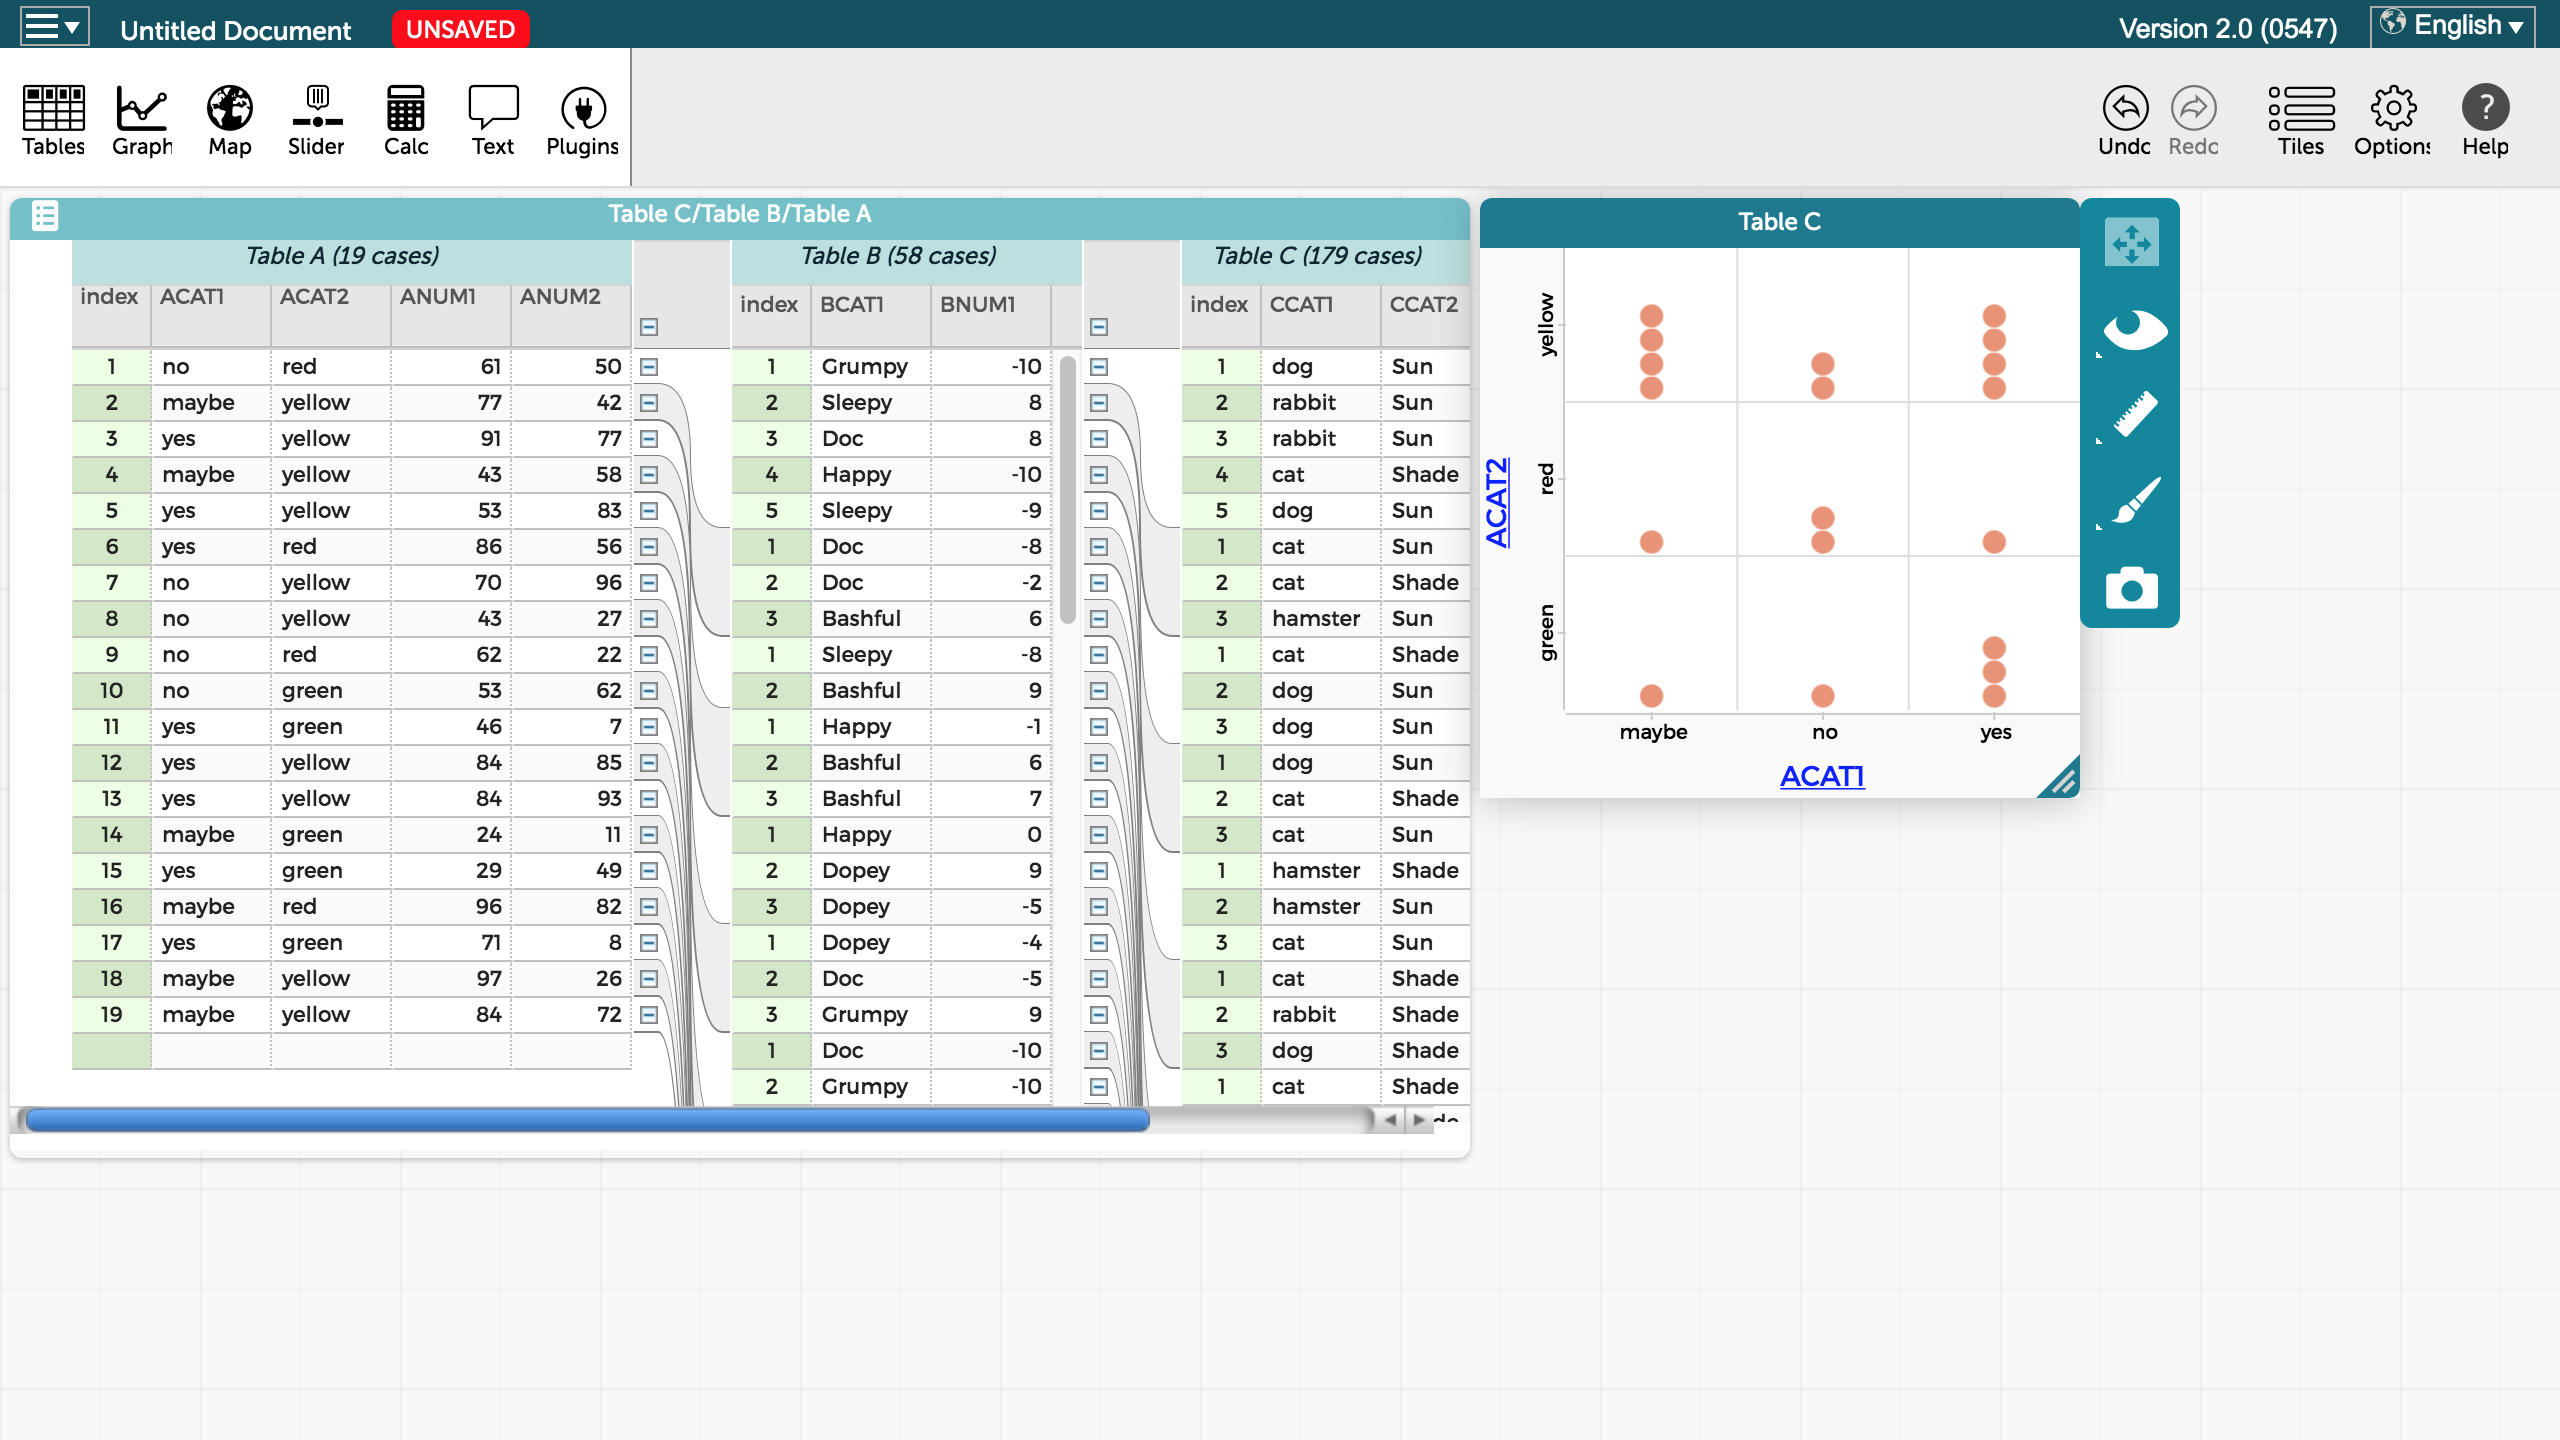 Untitled Document UNSAVED Version 2.0 (0547) English
Tables Graph Map Slider Calc Text Plugins Undo Redo Tiles Options Help
Table C/Table B/Table A
Table A (19 cases) Table B (58 cases) Table C (179 cases)
index ACAT1 ACAT2 ANUM1 ANUM2 index BCAT1 BNUM1 index CCAT1 CCAT2
1 no red 61 50 1 Grumpy -10 1 dog Sun
2 maybe yellow 77 42 2 Sleepy 8 2 rabbit Sun
3 yes yellow 91 77 3 Doc 8 3 rabbit Sun
4 maybe yellow 43 58 4 Happy -10 4 cat Shade
5 yes yellow 53 83 5 Sleepy -9 5 dog Sun
6 yes red 86 56 1 Doc -8 1 cat Sun
7 no yellow 70 96 2 Doc -2 2 cat Shade
8 no yellow 43 27 3 Bashful 6 3 hamster Sun
9 no red 62 22 1 Sleepy -8 1 cat Shade
10 no green 53 62 2 Bashful 9 2 dog Sun
11 yes green 46 7 1 Happy -1 3 dog Sun
12 yes yellow 84 85 2 Bashful 6 1 dog Sun
13 yes yellow 84 93 3 Bashful 7 2 cat Shade
14 maybe green 24 11 1 Happy 0 3 cat Sun
15 yes green 29 49 2 Dopey 9 1 hamster Shade
16 maybe red 96 82 3 Dopey -5 2 hamster Sun
17 yes green 71 8 1 Dopey -4 3 cat Sun
18 maybe yellow 97 26 2 Doc -5 1 cat Shade
19 maybe yellow 84 72 3 Grumpy 9 2 rabbit Shade
1 Doc -10 3 dog Shade
2 Grumpy -10 1 cat Shade
Table C
yellow
red
green
ACAT2
maybe no yes
ACAT1